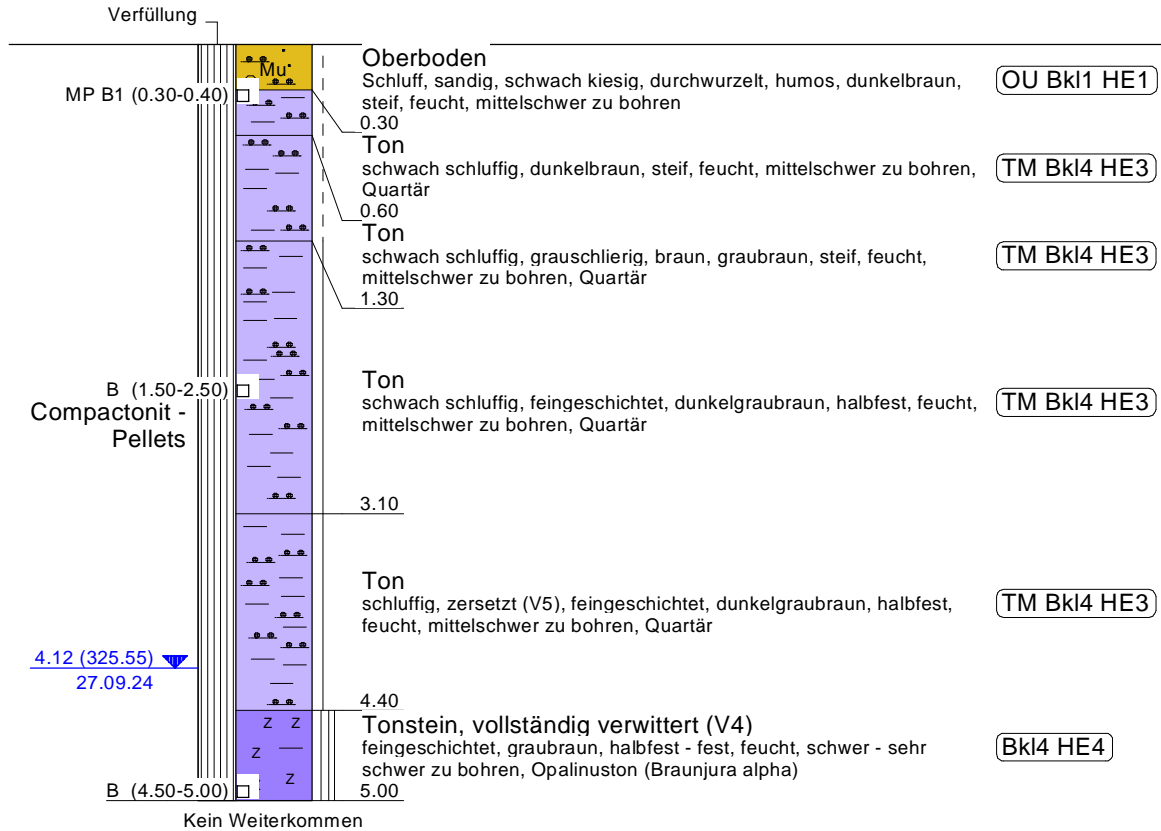 Verfüllung
Mu
Oberboden
Schluff, sandig, schwach kiesig, durchwurzelt, humos, dunkelbraun,
steif, feucht, mittelschwer zu bohren
OU Bkl1 HE1
MP B1 (0.30-0.40)
0.30
Ton
schwach schluffig, dunkelbraun, steif, feucht, mittelschwer zu bohren,
Quartär
TM Bkl4 HE3
0.60
Ton
schwach schluffig, grauschlierig, braun, graubraun, steif, feucht,
mittelschwer zu bohren, Quartär
TM Bkl4 HE3
1.30
B (1.50-2.50)
Compactonit -
Pellets
Ton
schwach schluffig, feingeschichtet, dunkelgraubraun, halbfest, feucht,
mittelschwer zu bohren, Quartär
TM Bkl4 HE3
3.10
Ton
schluffig, zersetzt (V5), feingeschichtet, dunkelgraubraun, halbfest,
feucht, mittelschwer zu bohren, Quartär
TM Bkl4 HE3
4.12 (325.55)
27.09.24
4.40
Z Z
Z
Z
Z
Tonstein, vollständig verwittert (V4)
feingeschichtet, graubraun, halbfest - fest, feucht, schwer - sehr
schwer zu bohren, Opalinuston (Braunjura alpha)
Bkl4 HE4
B (4.50-5.00)
5.00
Kein Weiterkommen